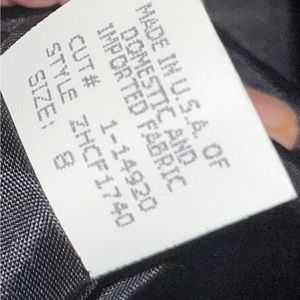 MADE IN U.S.A. OF
DOMESTIC AND
IMPORTED FABRIC
CUT# 1-14920
STYLE ZHCF1740
SIZE: 8